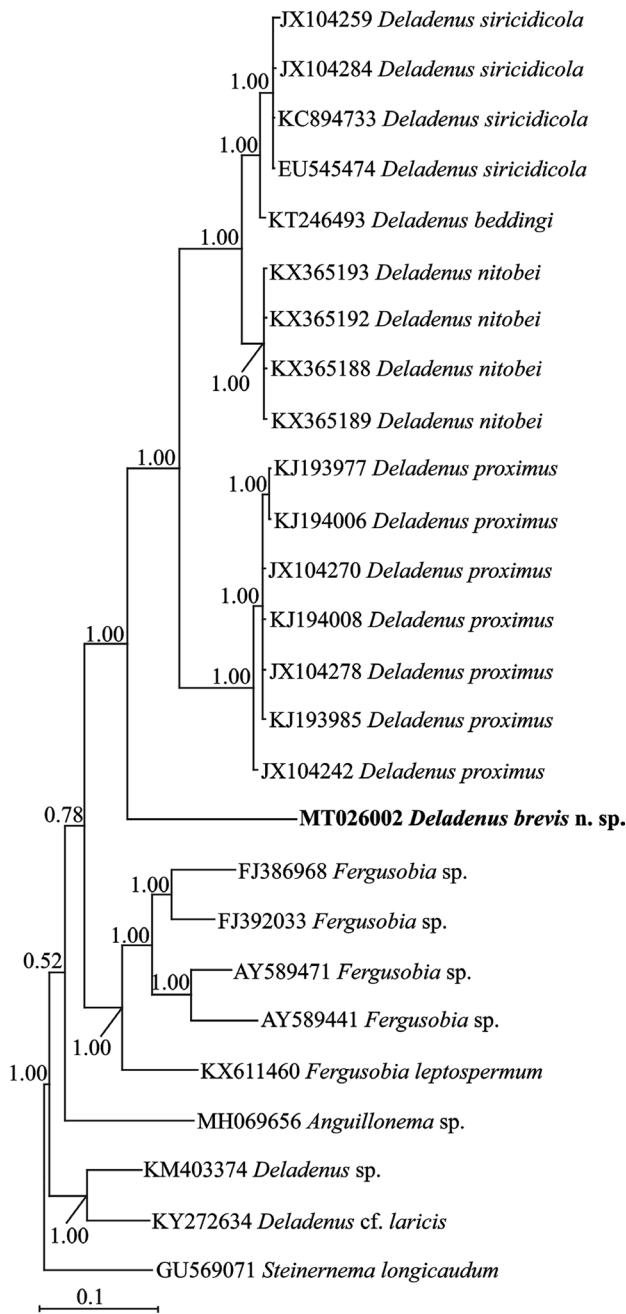 JX104259 Deladenus siricidicola
JX104284 Deladenus siricidicola
1.00
KC894733 Deladenus siricidicola
1.00
EU545474 Deladenus siricidicola
KT246493 Deladenus beddingi
1.00
KX365193 Deladenus nitobei
KX365192 Deladenus nitobei
KX365188 Deladenus nitobei
1.00
KX365189 Deladenus nitobei
1.00
KJ193977 Deladenus proximus
1.00
KJ194006 Deladenus proximus
JX104270 Deladenus proximus
1.00
KJ194008 Deladenus proximus
1.00
JX104278 Deladenus proximus
1.00
KJ193985 Deladenus proximus
JX104242 Deladenus proximus
0.78
MT026002 Deladenus brevis n. sp.
FJ386968 Fergusobia sp.
1.00
FJ392033 Fergusobia sp.
1.00
0.52
AY589471 Fergusobia sp.
1.00
AY589441 Fergusobia sp.
1.00
KX611460 Fergusobia leptospermum
1.00
MH069656 Anguillonema sp.
KM403374 Deladenus sp.
KY272634 Deladenus cf. laricis
1.00
GU569071 Steinernema longicaudum
0.1